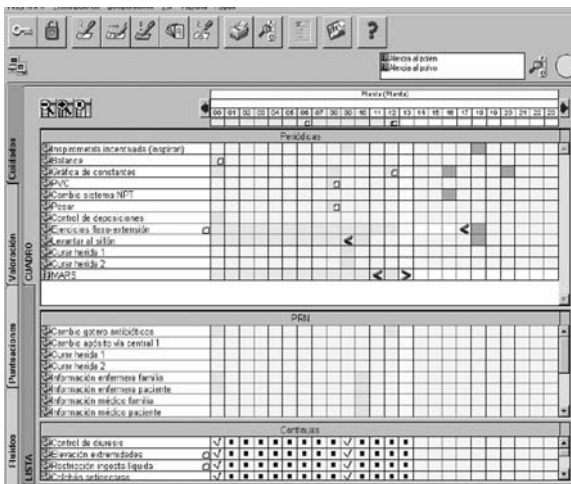 Alergia al polen
Alergia al polvo
Planta (Planta)
00 01 02 03 04 05 06 07 08 09 10 11 12 13 14 15 16 17 18 19 20 21 22 23
Periódicas
Inspirometria incentivada (inspiron)
Balance
Gráfica de constantes
PVC
Cambio sistema NPT
Pesar
Control de deposiciones
Ejercicios flexo-extensión
Levantar al sillón
Curar herida 1
Curar herida 2
MARS
PRN
Cambio gotero antibióticos
Cambio apósito vía central 1
Curar herida 1
Curar herida 2
Información enfermera familia
Información enfermera paciente
Información médico familia
Información médico paciente
Continuas
Control de diuresis
Elevación extremidades
Restricción ingesta líquida
Colchón antiescaras
Cuidados
Valoración
Punteaciones
Fluidos
CUADRO
LISTA